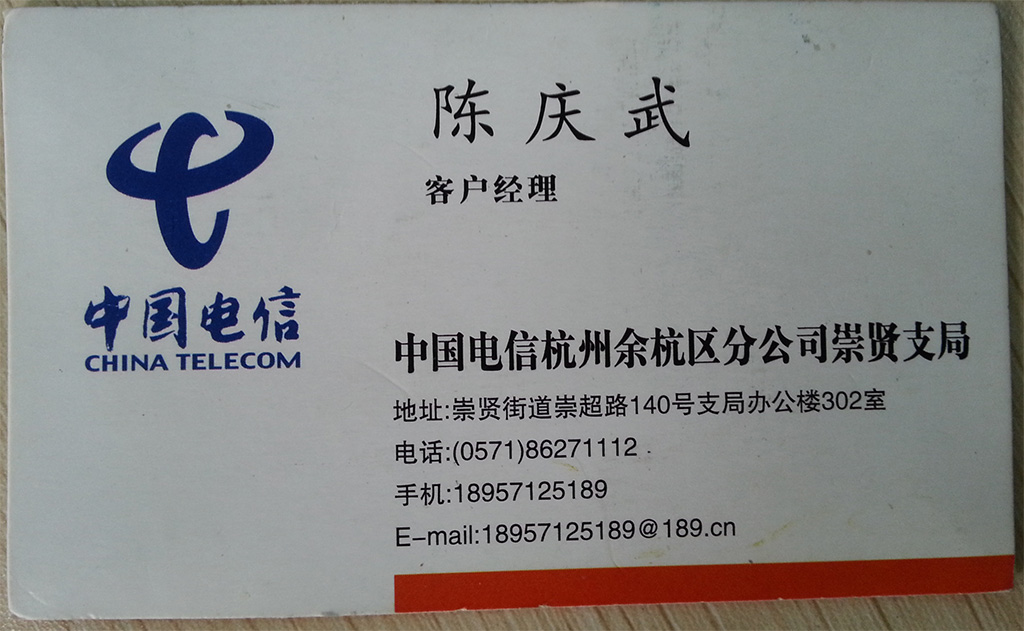 中国电信
CHINA TELECOM
陈庆武
客户经理
中国电信杭州余杭区分公司崇贤支局
地址:崇贤街道崇超路140号支局办公楼302室
电话:(0571)86271112
手机:18957125189
E-mail:18957125189@189.cn